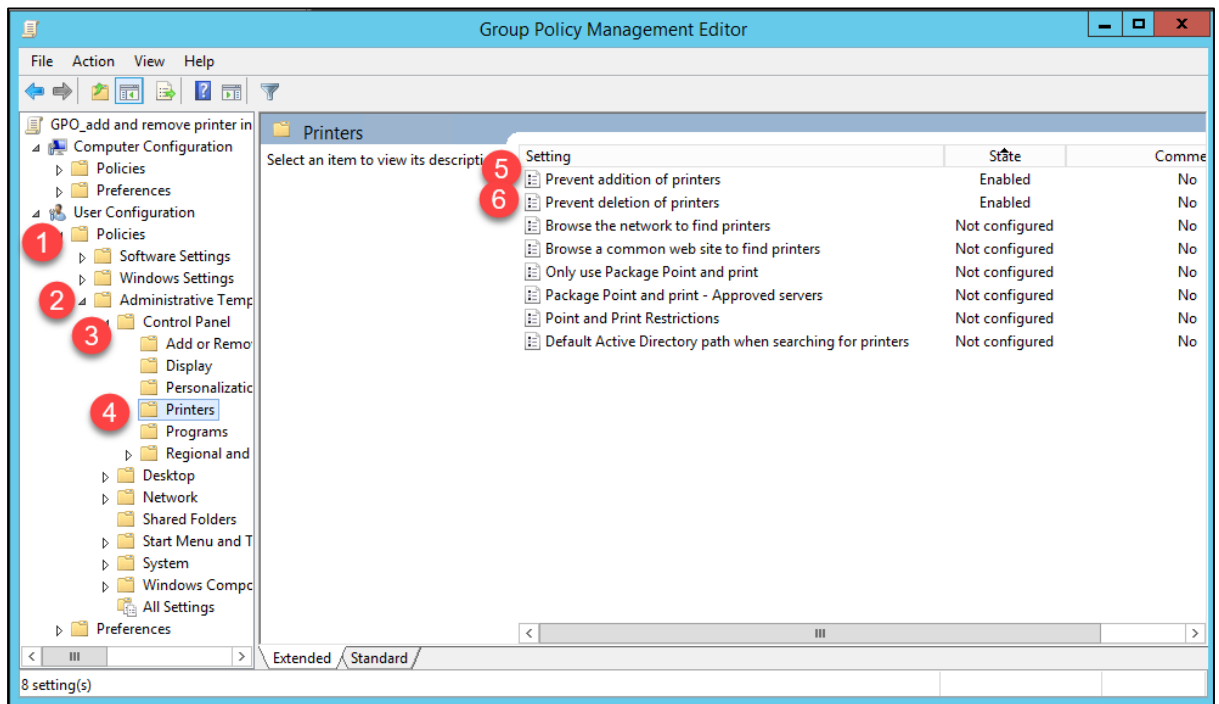 Group Policy Management Editor
File Action View Help
GPO_add and remove printer in
Computer Configuration
Policies
Preferences
User Configuration
1 Policies
Software Settings
Windows Settings
2 Administrative Temp
3 Control Panel
Add or Remo
Display
Personalizatic
4 Printers
Programs
Regional and
Desktop
Network
Shared Folders
Start Menu and T
System
Windows Compo
All Settings
Preferences
Printers
Select an item to view its descripti
Setting State Comme
5 Prevent addition of printers Enabled No
6 Prevent deletion of printers Enabled No
Browse the network to find printers Not configured No
Browse a common web site to find printers Not configured No
Only use Package Point and print Not configured No
Package Point and print - Approved servers Not configured No
Point and Print Restrictions Not configured No
Default Active Directory path when searching for printers Not configured No
Extended Standard
8 setting(s)